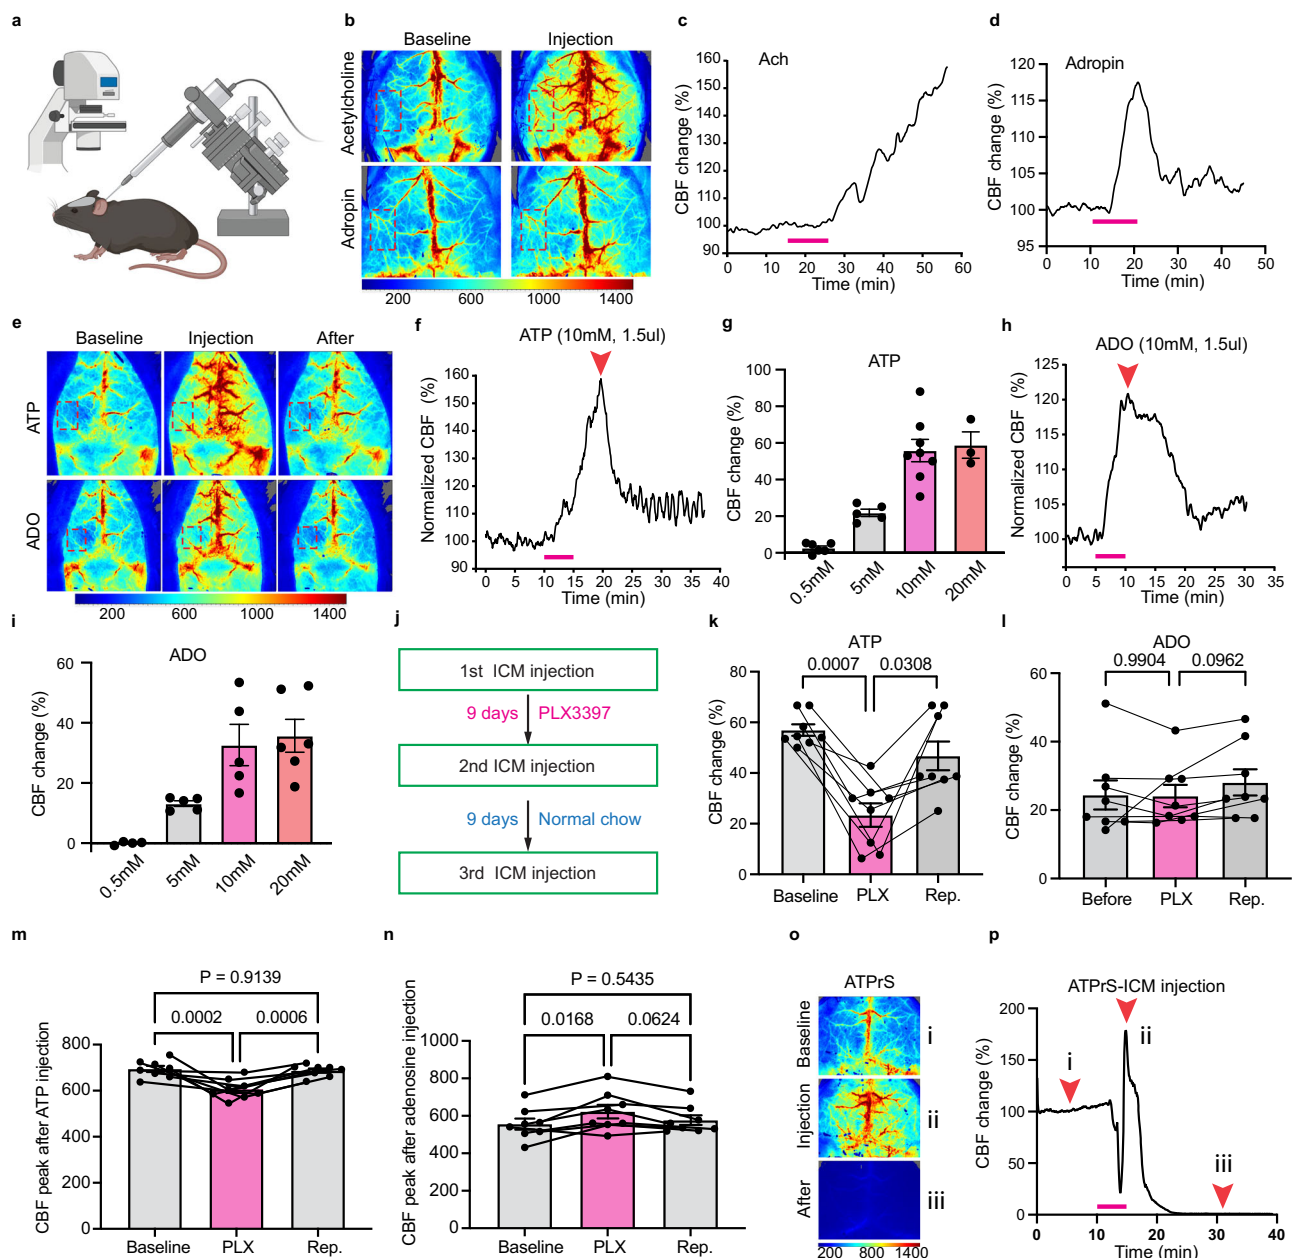 a
b
Baseline
Injection
Acetylcholine
Adropin
200
600
1000
1400
c
Ach
CBF change (%)
160
150
140
130
120
110
100
90
0
10
20
30
40
50
60
Time (min)
d
Adropin
CBF change (%)
120
115
110
105
100
95
0
10
20
30
40
50
Time (min)
e
Baseline
Injection
After
ATP
ADO
200
600
1000
1400
f
ATP (10mM, 1.5ul)
Normalized CBF (%)
160
150
140
130
120
110
100
90
0
5
10
15
20
25
30
35
40
Time (min)
g
ATP
CBF change (%)
100
80
60
40
20
0
0.5mM
5mM
10mM
20mM
h
ADO (10mM, 1.5ul)
Normalized CBF (%)
125
120
115
110
105
100
0
5
10
15
20
25
30
35
Time (min)
i
ADO
CBF change (%)
60
40
20
0
0.5mM
5mM
10mM
20mM
j
1st ICM injection
9 days
PLX3397
2nd ICM injection
9 days
Normal chow
3rd ICM injection
k
ATP
0.0007
0.0308
CBF change (%)
80
60
40
20
0
Baseline
PLX
Rep.
l
ADO
0.9904
0.0962
CBF change (%)
60
40
20
0
Before
PLX
Rep.
m
P = 0.9139
0.0002
0.0006
CBF peak after ATP injection
800
600
400
200
0
Baseline
PLX
Rep.
n
P = 0.5435
0.0168
0.0624
CBF peak after adenosine injection
1000
800
600
400
200
0
Baseline
PLX
Rep.
o
ATPrS
Baseline
i
Injection
ii
After
iii
200
800
1400
p
ATPrS-ICM injection
CBF change (%)
200
150
100
50
0
i
ii
iii
0
10
20
30
40
Time (min)